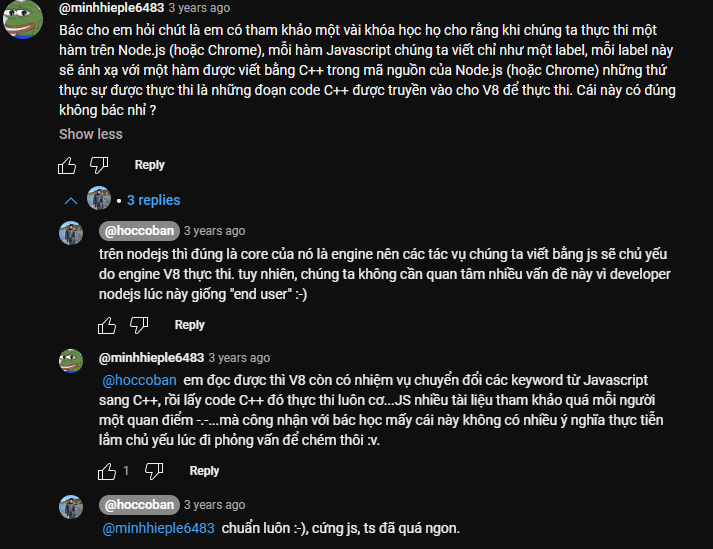 @minhhieple6483 3 years ago
Bác cho em hỏi chút là em có tham khảo một vài khóa học họ cho rằng khi chúng ta thực thi một
hàm trên Node.js (hoặc Chrome), mỗi hàm Javascript chúng ta viết chỉ như một label, mỗi label này
sẽ ánh xạ với một hàm được viết bằng C++ trong mã nguồn của Node.js (hoặc Chrome) những thứ
thực sự được thực thi là những đoạn code C++ được truyền vào cho V8 để thực thi. Cái này có đúng
không bác nhỉ ?
Show less
Reply
• 3 replies
@hoccoban 3 years ago
trên nodejs thì đúng là core của nó là engine nên các tác vụ chúng ta viết bằng js sẽ chủ yếu
do engine V8 thực thi. tuy nhiên, chúng ta không cần quan tâm nhiều vấn đề này vì developer
nodejs lúc này giống "end user" :-)
Reply
@minhhieple6483 3 years ago
@hoccoban em đọc được thì V8 còn có nhiệm vụ chuyển đổi các keyword từ Javascript
sang C++, rồi lấy code C++ đó thực thi luôn cơ...JS nhiều tài liệu tham khảo quá mỗi người
một quan điểm -.-...mà công nhận với bác học mấy cái này không có nhiều ý nghĩa thực tiễn
lắm chủ yếu lúc đi phỏng vấn để chém thôi :v.
1 Reply
@hoccoban 3 years ago
@minhhieple6483 chuẩn luôn :-), cứng js, ts đã quá ngon.